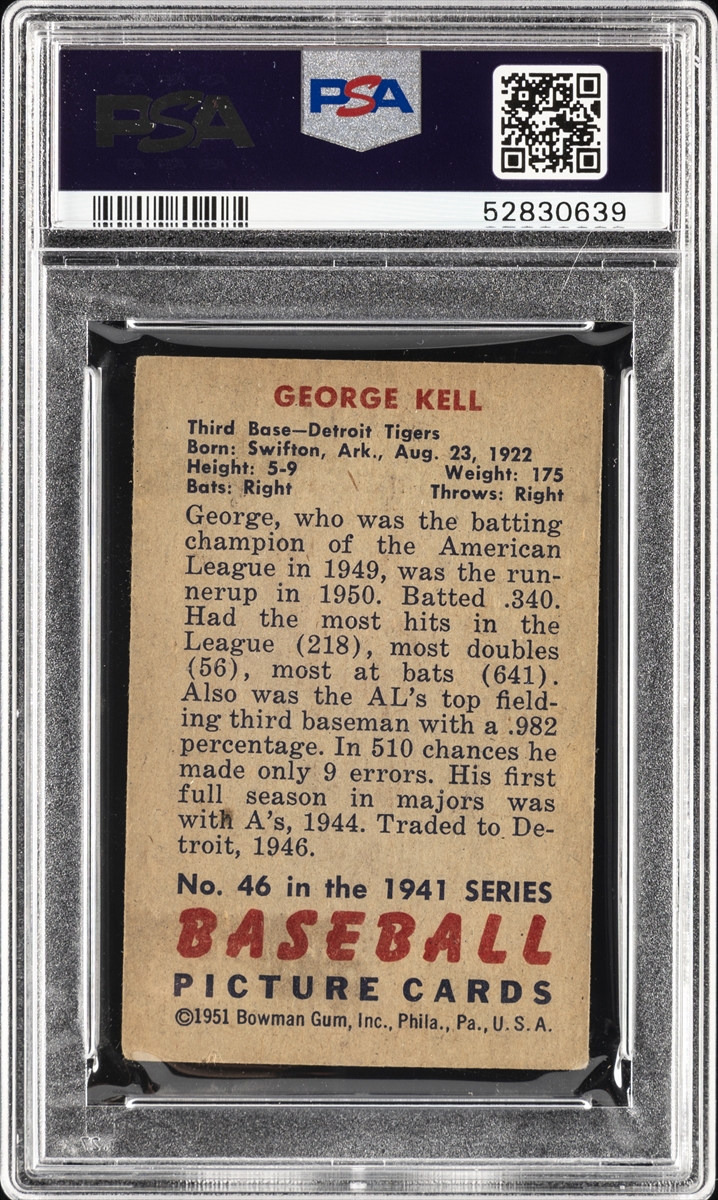 PSA
PSA
52830639
GEORGE KELL
Third Base—Detroit Tigers
Born: Swifton, Ark., Aug. 23, 1922
Height: 5-9 Weight: 175
Bats: Right Throws: Right
George, who was the batting
champion of the American
League in 1949, was the run-
nerup in 1950. Batted .340.
Had the most hits in the
League (218), most doubles
(56), most at bats (641).
Also was the AL's top field-
ing third baseman with a .982
percentage. In 510 chances he
made only 9 errors. His first
full season in majors was
with A's, 1944. Traded to De-
troit, 1946.
No. 46 in the 1941 SERIES
BASEBALL
PICTURE CARDS
©1951 Bowman Gum, Inc., Phila., Pa., U. S. A.